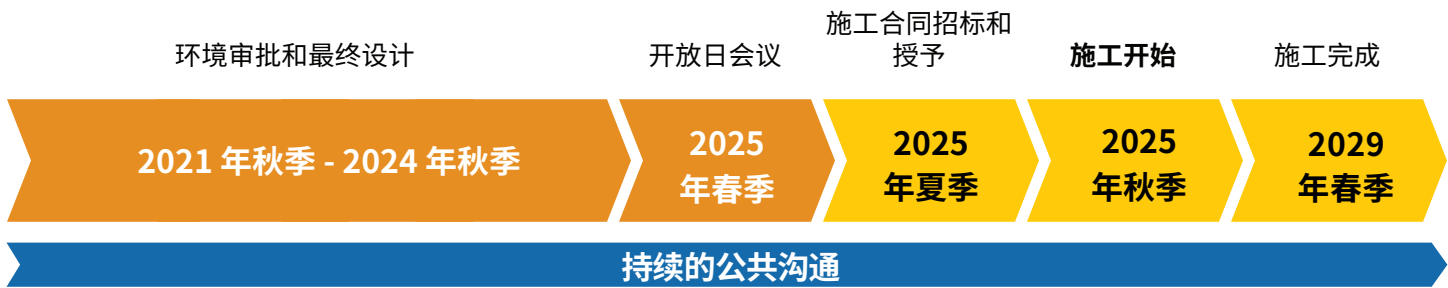 环境审批和最终设计
开放日会议
施工合同招标和
授予
施工开始
施工完成
2021 年秋季 - 2024 年秋季
2025
年春季
2025
年夏季
2025
年秋季
2029
年春季
持续的公共沟通